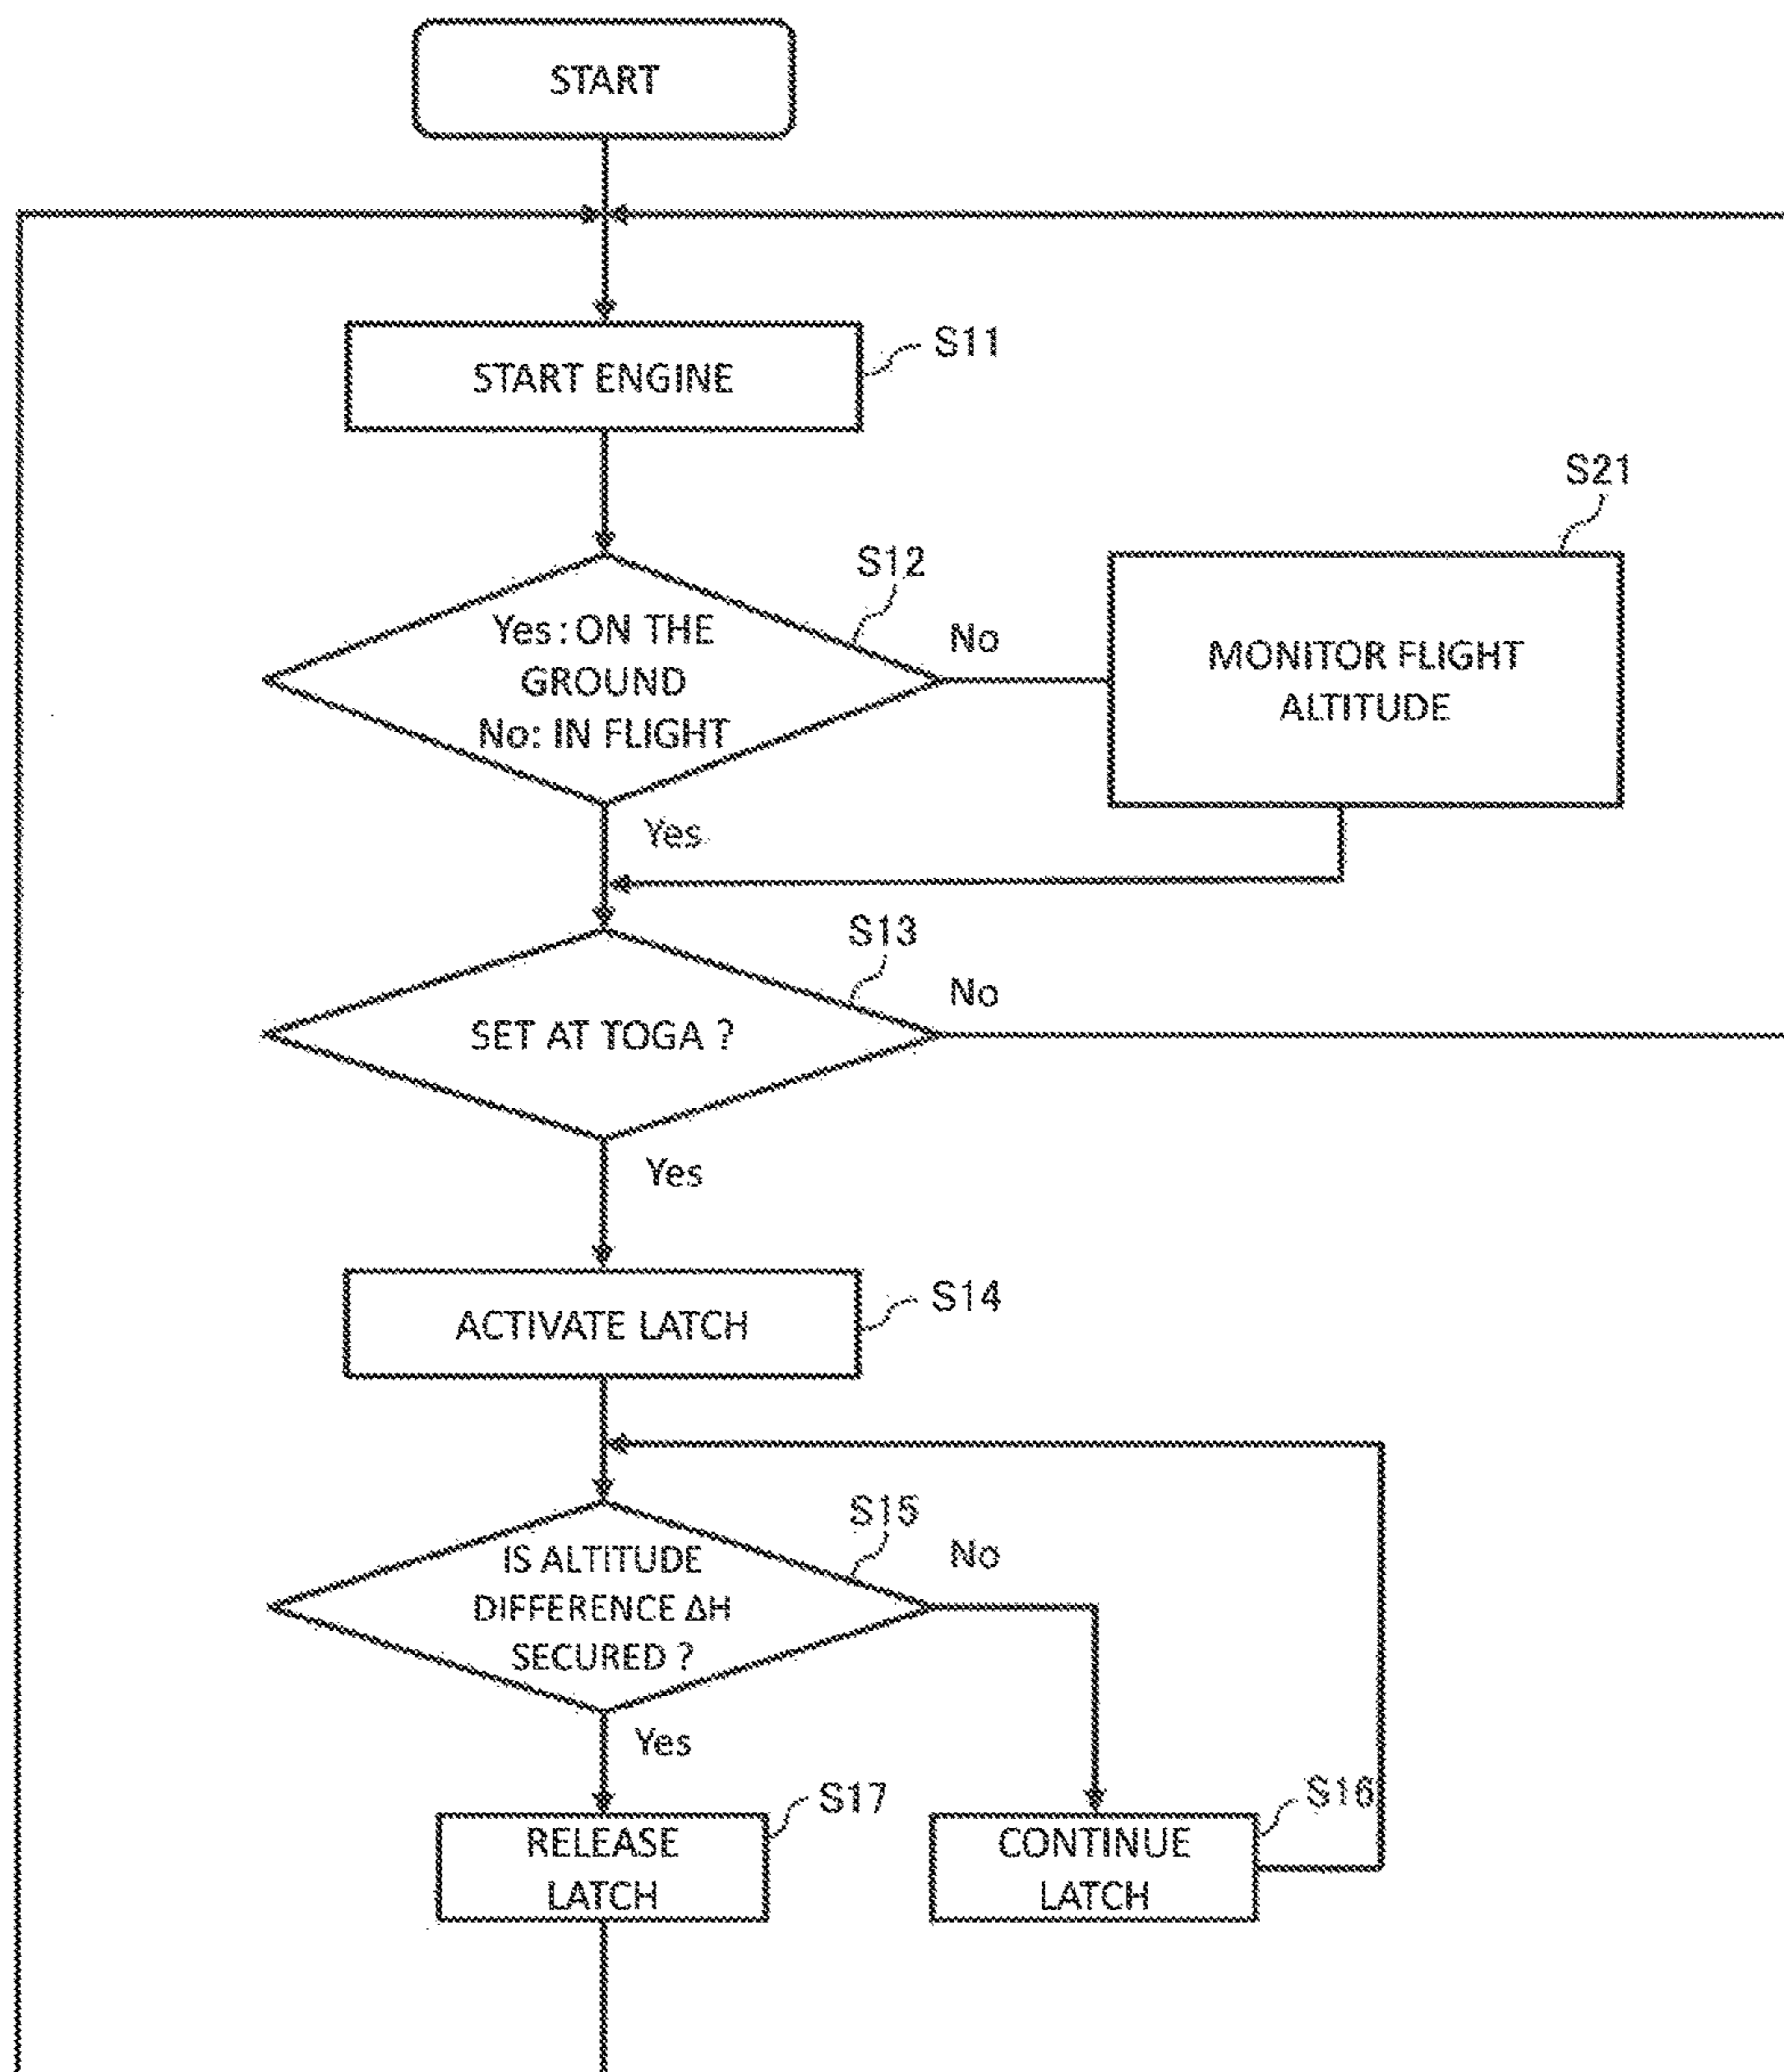 START
START ENGINE
S11
S21
S12
Yes : ON THE
GROUND
No: IN FLIGHT
No
MONITOR FLIGHT
ALTITUDE
Yes
S13
SET AT TOGA ?
No
Yes
ACTIVATE LATCH
S14
S15
IS ALTITUDE
DIFFERENCE ΔH
SECURED ?
No
Yes
S17
RELEASE
LATCH
S16
CONTINUE
LATCH